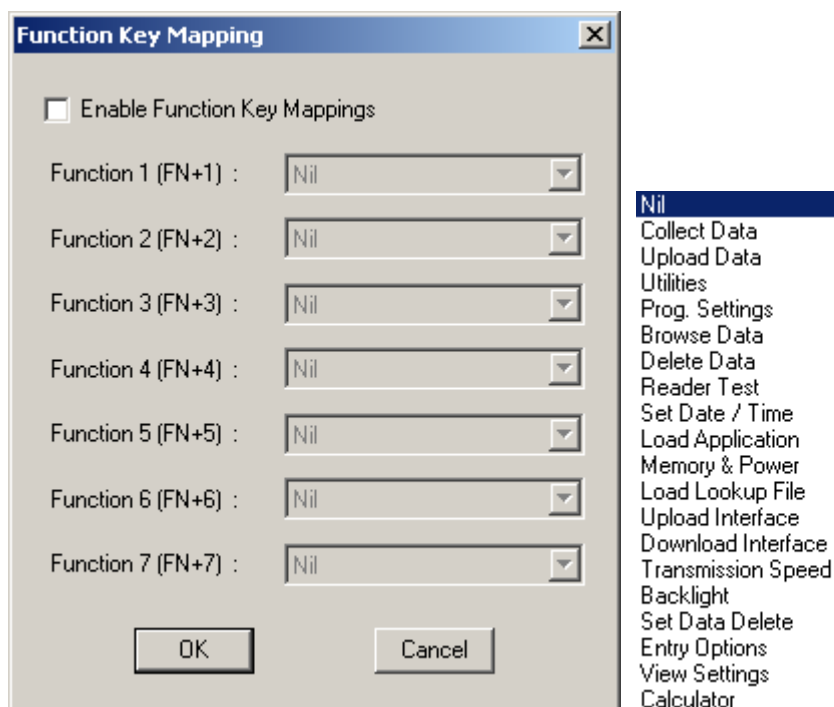 Function Key Mapping
Enable Function Key Mappings
Function 1 (FN+1) : Nil
Function 2 (FN+2) : Nil
Function 3 (FN+3) : Nil
Function 4 (FN+4) : Nil
Function 5 (FN+5) : Nil
Function 6 (FN+6) : Nil
Function 7 (FN+7) : Nil
OK Cancel
Nil
Collect Data
Upload Data
Utilities
Prog. Settings
Browse Data
Delete Data
Reader Test
Set Date / Time
Load Application
Memory & Power
Load Lookup File
Upload Interface
Download Interface
Transmission Speed
Backlight
Set Data Delete
Entry Options
View Settings
Calculator